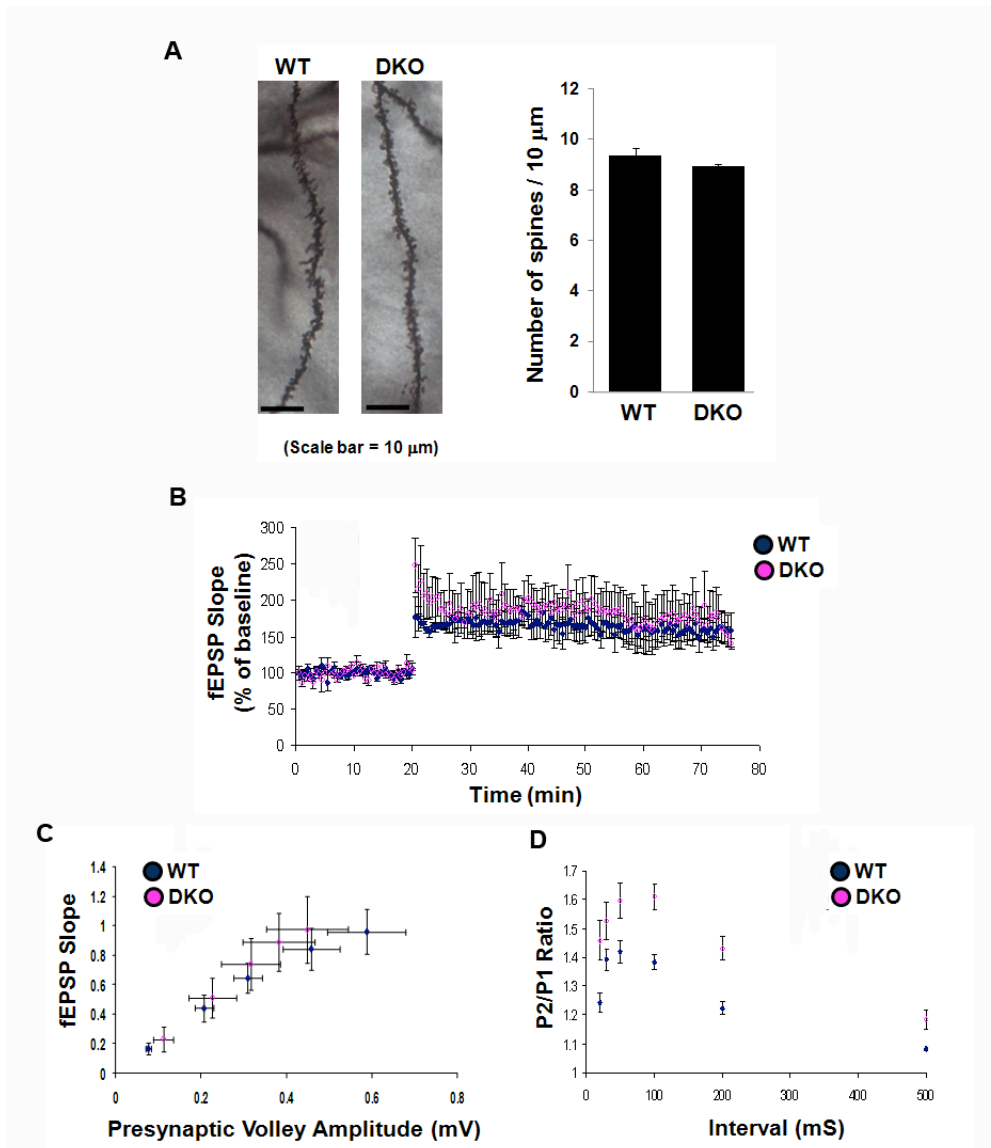 A
WT
DKO
(Scale bar = 10 μm)
Number of spines / 10 μm
12
10
8
6
4
2
0
WT
DKO
B
fEPSP Slope
(% of baseline)
300
250
200
150
100
50
0
0 10 20 30 40 50 60 70 80
Time (min)
WT
DKO
C
fEPSP Slope
1.4
1.2
1
0.8
0.6
0.4
0.2
0
0 0.2 0.4 0.6 0.8
Presynaptic Volley Amplitude (mV)
WT
DKO
D
P2/P1 Ratio
1.7
1.6
1.5
1.4
1.3
1.2
1.1
1
0 100 200 300 400 500
Interval (mS)
WT
DKO